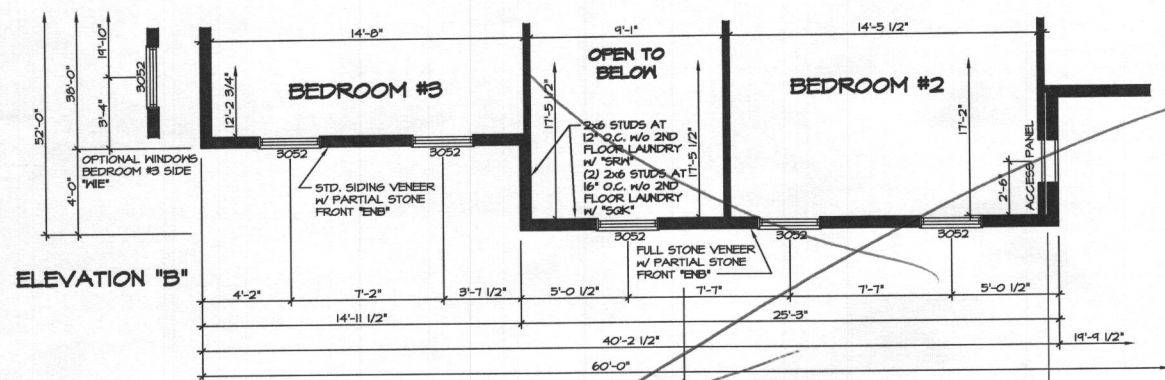 14'-8"
9'-1"
14'-5 1/2"
52'-0"
38'-0"
19'-10"
3052
3'-4"
4'-0"
OPTIONAL WINDOWS
BEDROOM #3 SIDE
"WIE"
12'-2 3/4"
BEDROOM #3
3052
3052
STD. SIDING VENEER
W/ PARTIAL STONE
FRONT "ENB"
OPEN TO
BELOW
17'-5 1/2"
2x6 STUDS AT
12" O.C. W/o 2ND
FLOOR LAUNDRY
W/ "SRW"
(2) 2x6 STUDS AT
16" O.C. W/o 2ND
FLOOR LAUNDRY
W/ "SGK"
17'-5 1/2"
3052
BEDROOM #2
17'-2"
2'-6"
ACCESS PANEL
3052
3052
FULL STONE VENEER
W/ PARTIAL STONE
FRONT "ENB"
ELEVATION "B"
4'-2"
7'-2"
3'-7 1/2"
5'-0 1/2"
7'-7"
7'-7"
5'-0 1/2"
14'-11 1/2"
25'-3"
40'-2 1/2"
19'-9 1/2"
60'-0"